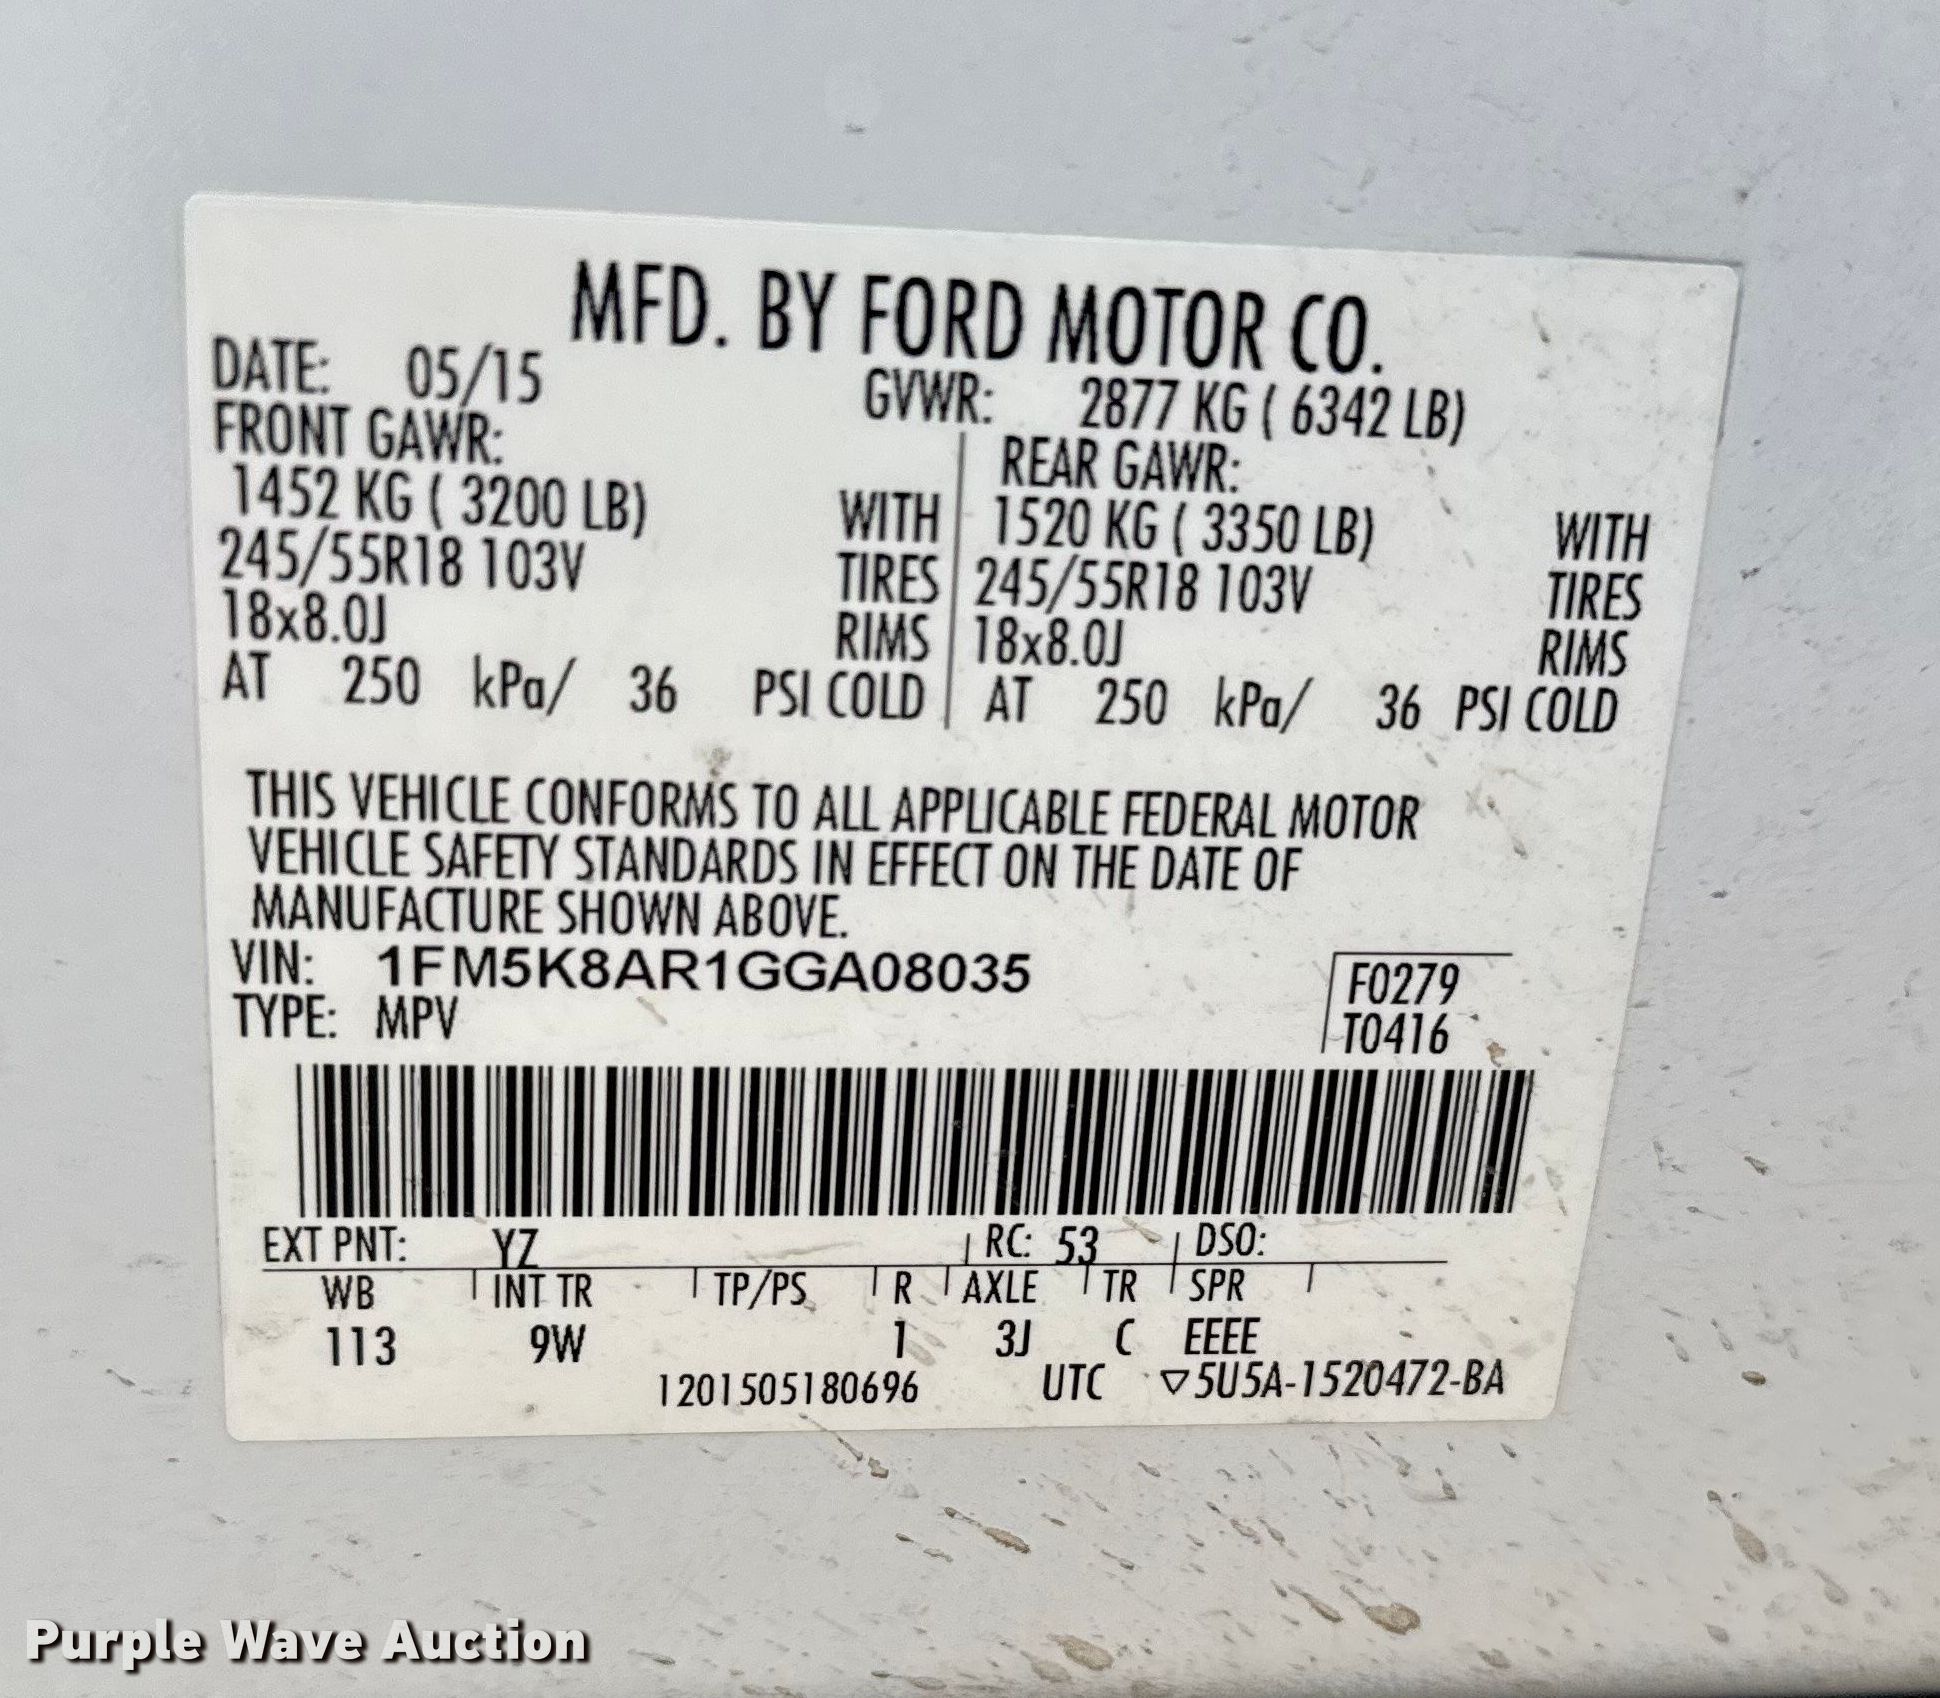 MFD. BY FORD MOTOR CO.
DATE: 05/15 GVWR: 2877 KG ( 6342 LB)
FRONT GAWR: REAR GAWR:
1452 KG ( 3200 LB) WITH 1520 KG ( 3350 LB) WITH
245/55R18 103V TIRES 245/55R18 103V TIRES
18x8.0J RIMS 18x8.0J RIMS
AT 250 kPa/ 36 PSI COLD AT 250 kPa/ 36 PSI COLD
THIS VEHICLE CONFORMS TO ALL APPLICABLE FEDERAL MOTOR
VEHICLE SAFETY STANDARDS IN EFFECT ON THE DATE OF
MANUFACTURE SHOWN ABOVE.
VIN: 1FM5K8AR1GGA08035 F0279
TYPE: MPV T0416
EXT PNT: YZ RC: 53 DSO:
WB INT TR TP/PS R AXLE TR SPR
113 9W 1 3J C EEEE
1201505180696 UTC ▽5U5A-1520472-BA
Purple Wave Auction